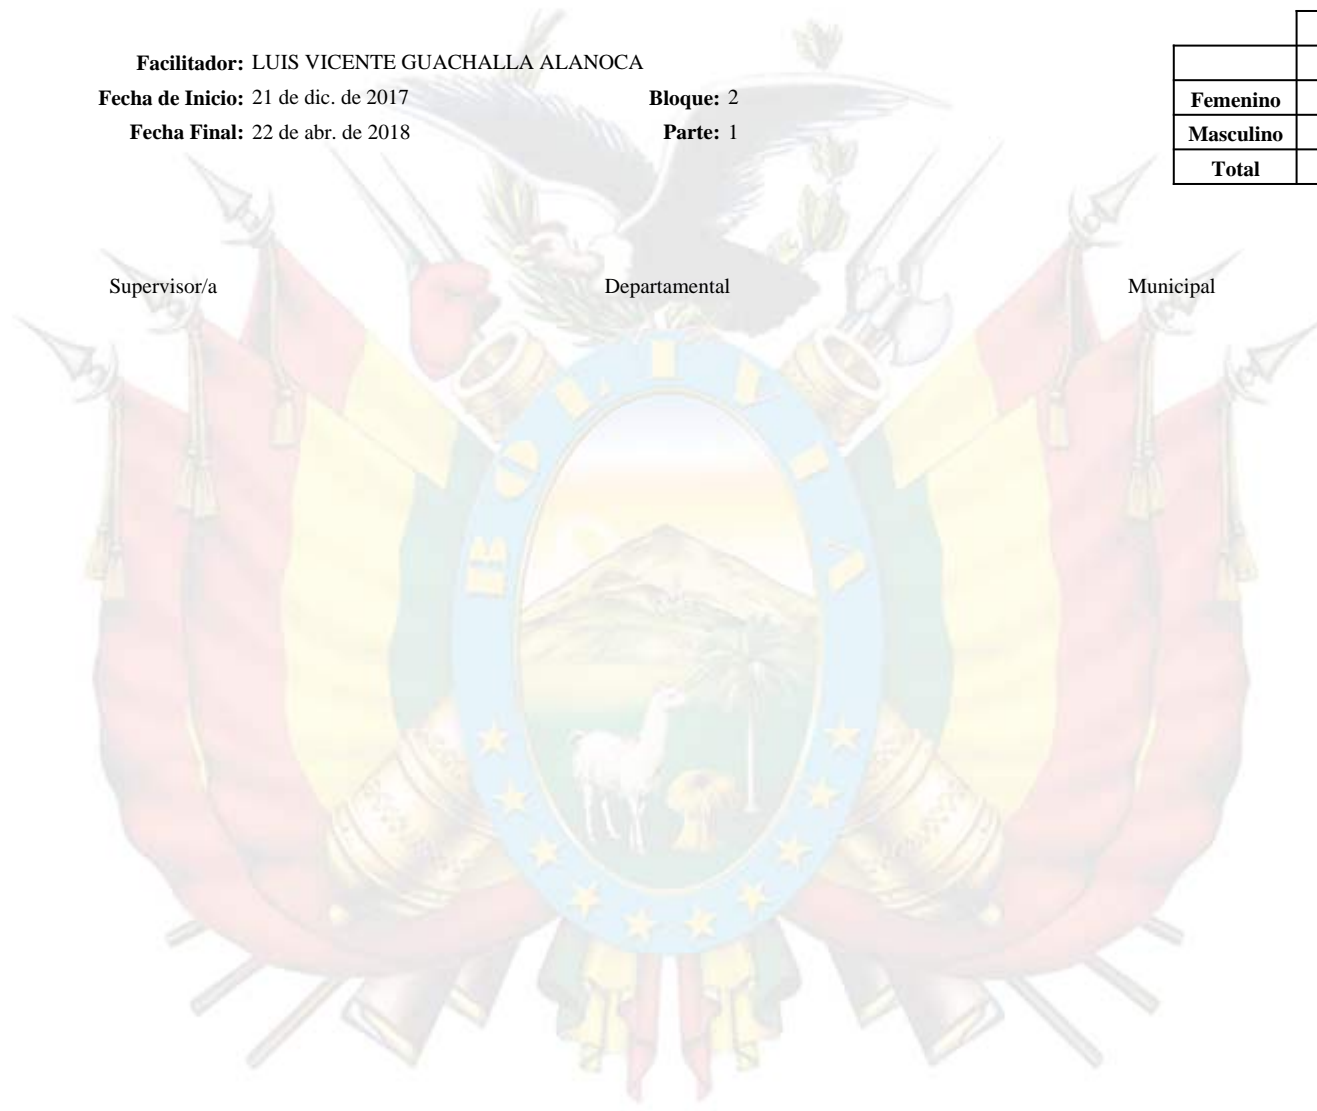 Facilitador: LUIS VICENTE GUACHALLA ALANOCA
Fecha de Inicio: 21 de dic. de 2017 Bloque: 2
Fecha Final: 22 de abr. de 2018 Parte: 1
Femenino
Masculino
Total
Supervisor/a Departamental Municipal
BOLIVIA